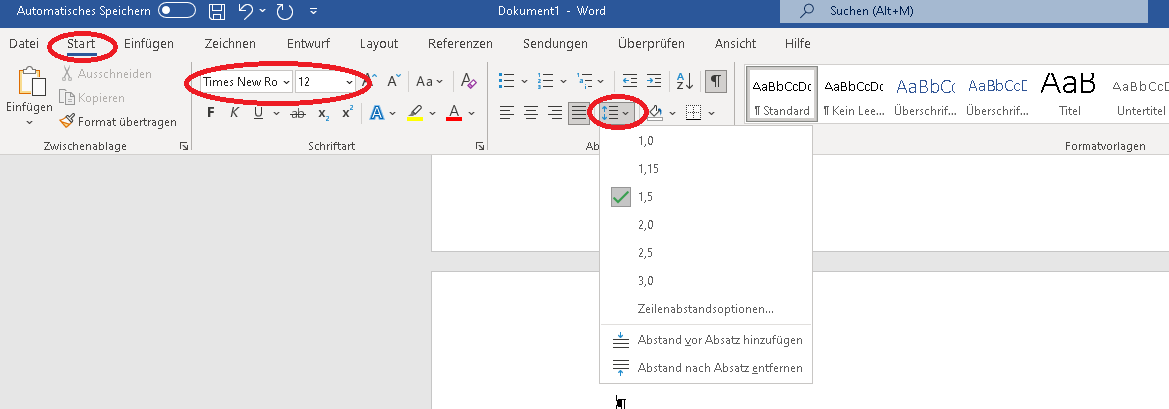 Automatisches Speichern
Dokument1 - Word
Suchen (Alt+M)
Datei Start Einfügen Zeichnen Entwurf Layout Referenzen Sendungen Überprüfen Ansicht Hilfe
Einfügen
Ausschneiden
Kopieren
Format übertragen
Zwischenablage
Times New Ro 12
Aa
F K U ab x₂ x²
Schriftart
Ab
AaBbCcDc AaBbCcDc AaBbCc AaBbCcD AaB AaBbCcD
¶ Standard ¶ Kein Lee... Überschrif... Überschrif... Titel Untertitel
Formatvorlagen
1,0
1,15
1,5
2,0
2,5
3,0
Zeilenabstandsoptionen...
Abstand vor Absatz hinzufügen
Abstand nach Absatz entfernen
¶